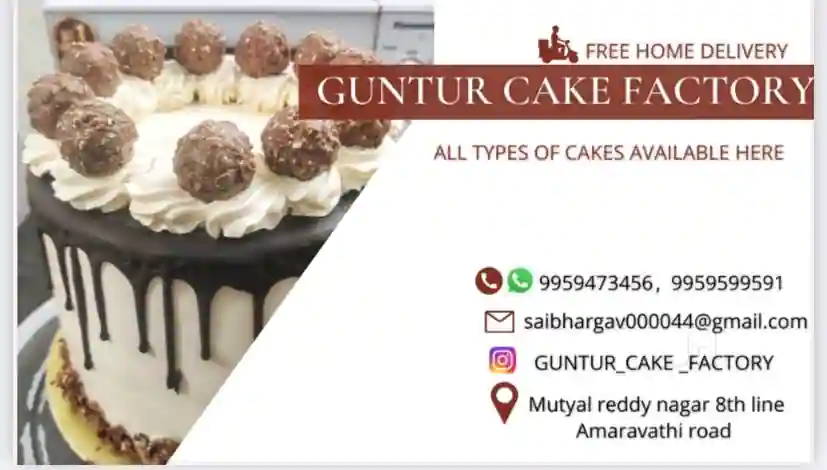 FREE HOME DELIVERY
GUNTUR CAKE FACTORY
ALL TYPES OF CAKES AVAILABLE HERE
9959473456, 9959599591
saibhargav000044@gmail.com
GUNTUR_CAKE _FACTORY
Mutyal reddy nagar 8th line
Amaravathi road